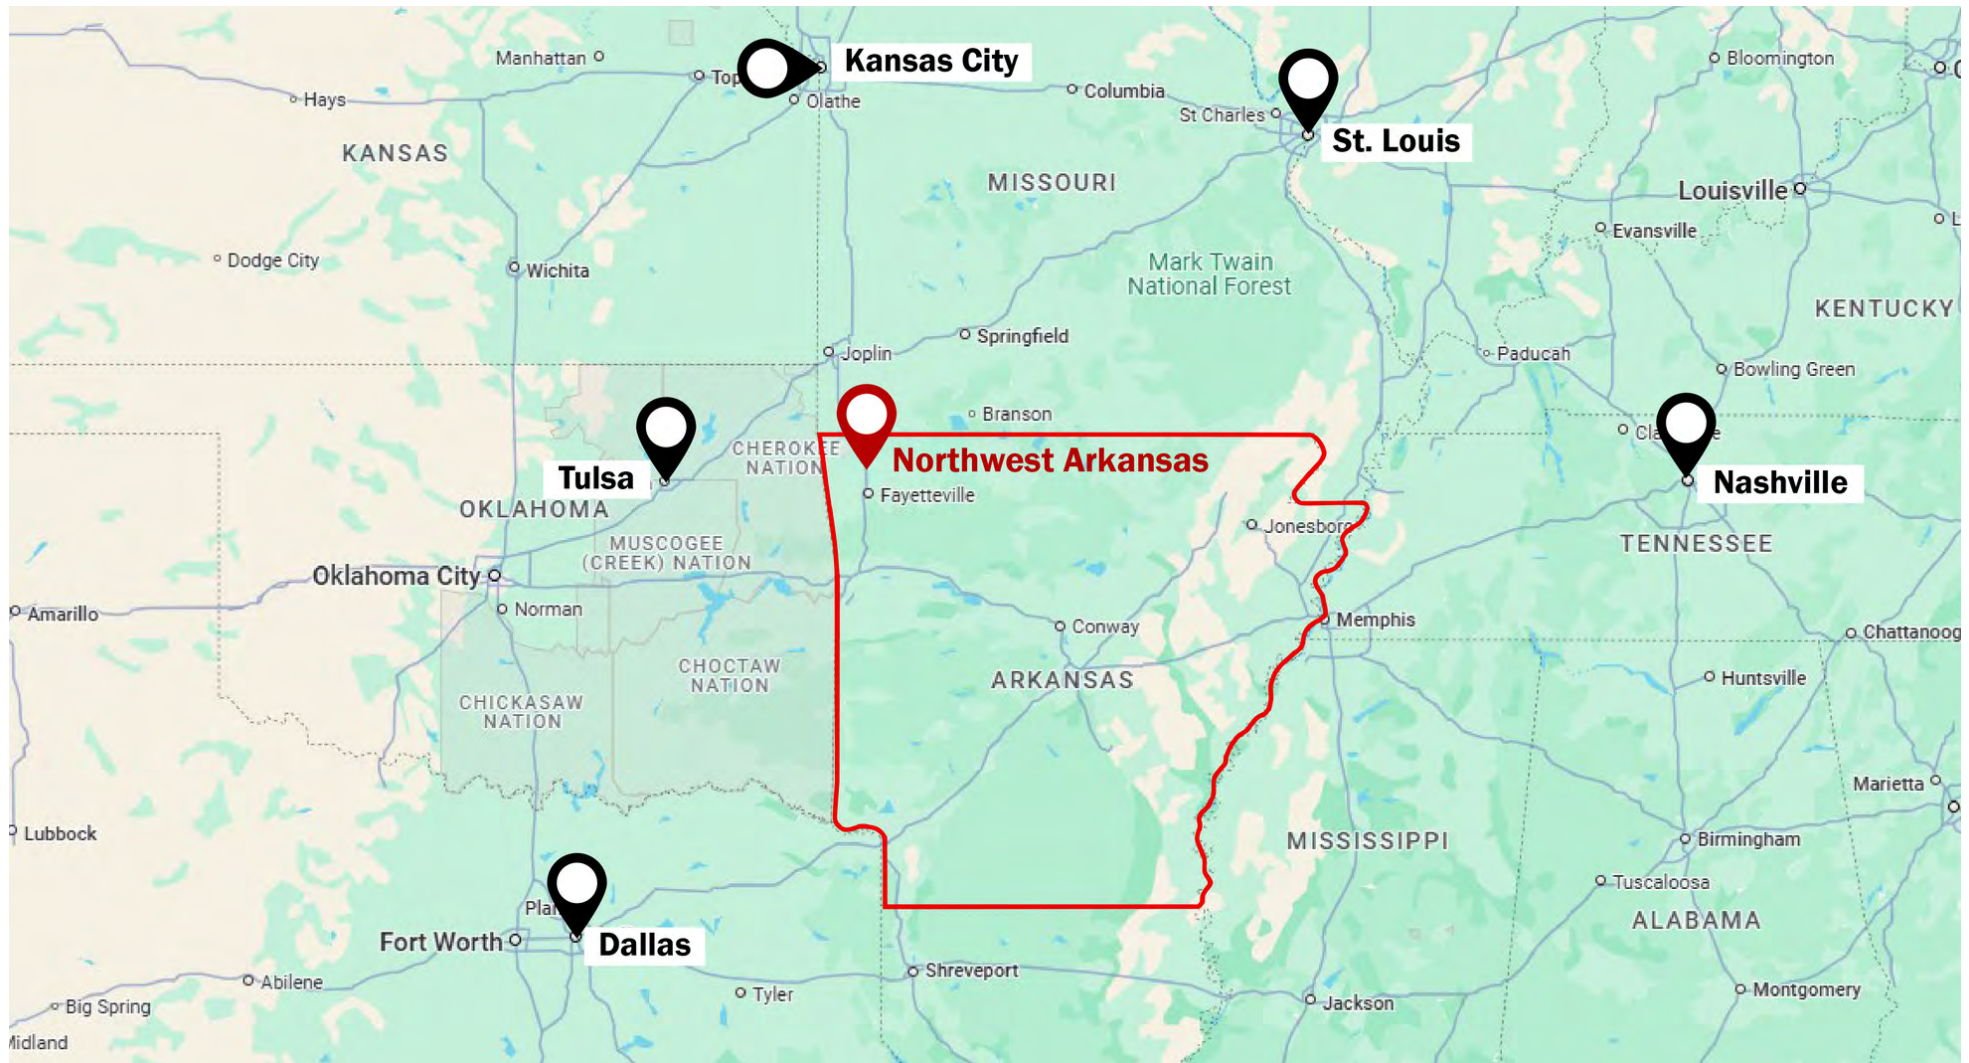 Manhattan
Kansas City
Bloomington
Hays
Top
Olathe
Columbia
St Charles
St. Louis
KANSAS
MISSOURI
Louisville
Evansville
Dodge City
Wichita
Mark Twain
National Forest
KENTUCKY
Springfield
Joplin
Paducah
Bowling Green
Branson
CHEROKEE
NATION
Northwest Arkansas
Tulsa
Nashville
OKLAHOMA
Fayetteville
Jonesboro
MUSCOGEE
(CREEK) NATION
TENNESSEE
Oklahoma City
Norman
Amarillo
Conway
Memphis
Chattanoog
CHOCTAW
NATION
ARKANSAS
Huntsville
CHICKASAW
NATION
Marietta
Lubbock
MISSISSIPPI
Birmingham
Tuscaloosa
ALABAMA
Plan
Fort Worth
Dallas
Abilene
Shreveport
Tyler
Jackson
Montgomery
Big Spring
Midland